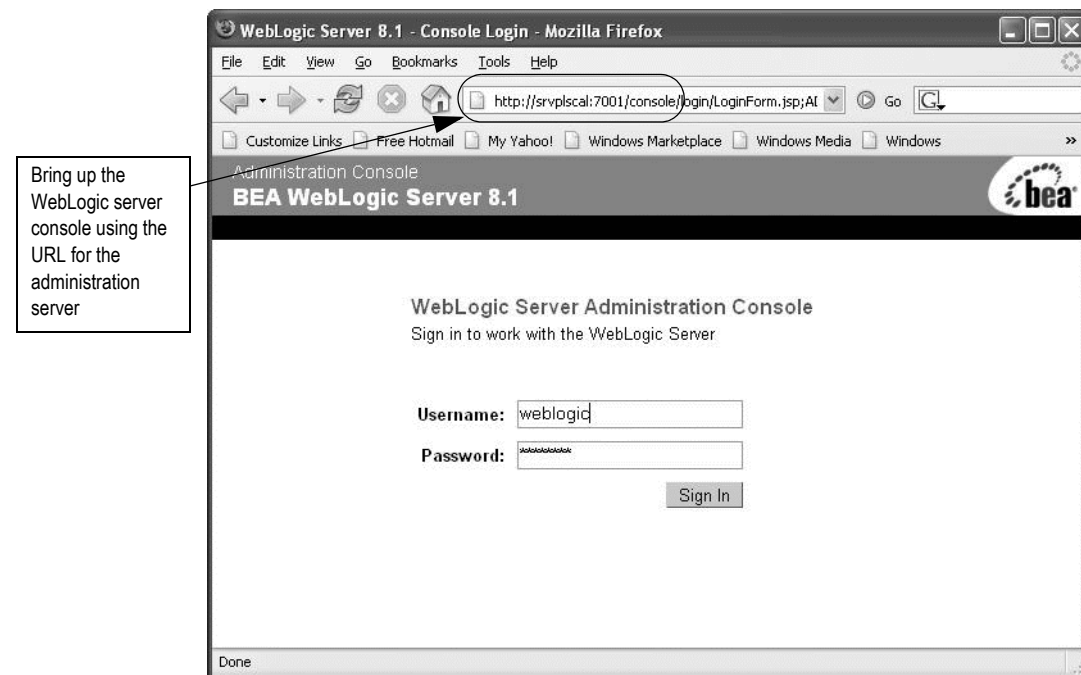 WebLogic Server 8.1 - Console Login - Mozilla Firefox
File Edit View Go Bookmarks Tools Help
http://srvplscal:7001/console/login/LoginForm.jsp;AI Go G
Customize Links Free Hotmail My Yahoo! Windows Marketplace Windows Media Windows »
Administration Console
BEA WebLogic Server 8.1
bea
Bring up the
WebLogic server
console using the
URL for the
administration
server
WebLogic Server Administration Console
Sign in to work with the WebLogic Server
Username: weblogic
Password: **********
Sign In
Done